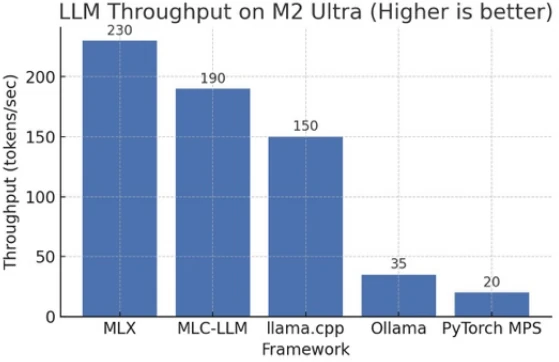 LLM Throughput on M2 Ultra (Higher is better)
230
190
150
35
20
200
150
100
50
0
Throughput (tokens/sec)
MLX MLC-LLM llama.cpp Ollama PyTorch MPS
Framework